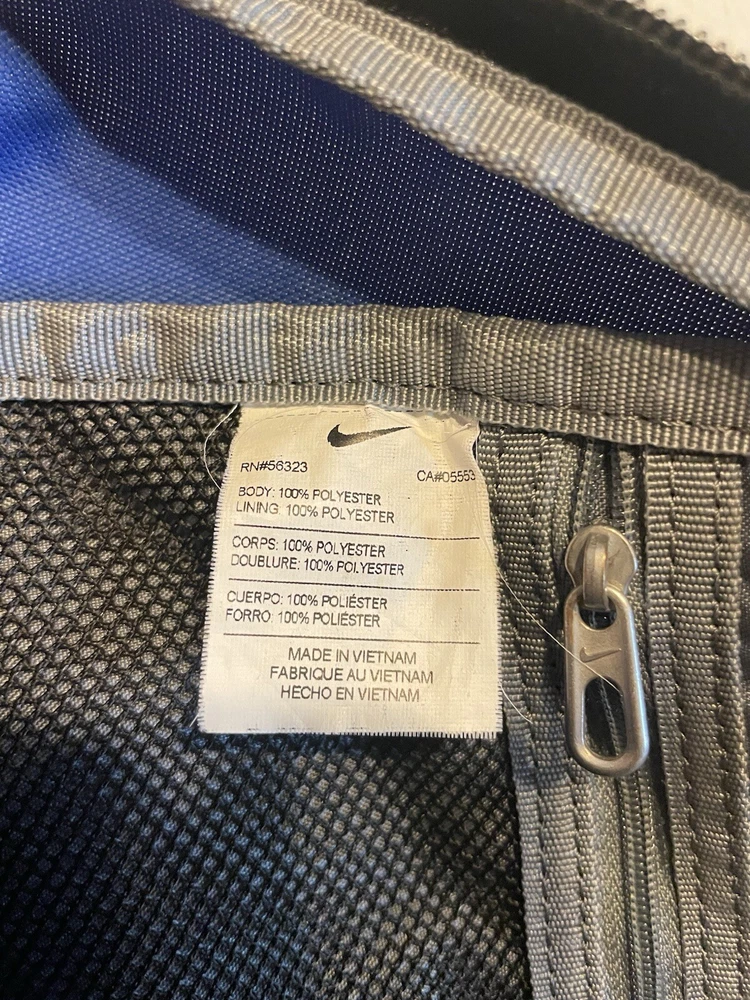 RN#56323
CA#05553
BODY: 100% POLYESTER
LINING: 100% POLYESTER
CORPS: 100% POLYESTER
DOUBLURE: 100% POLYESTER
CUERPO: 100% POLIÉSTER
FORRO: 100% POLIÉSTER
MADE IN VIETNAM
FABRIQUE AU VIETNAM
HECHO EN VIETNAM